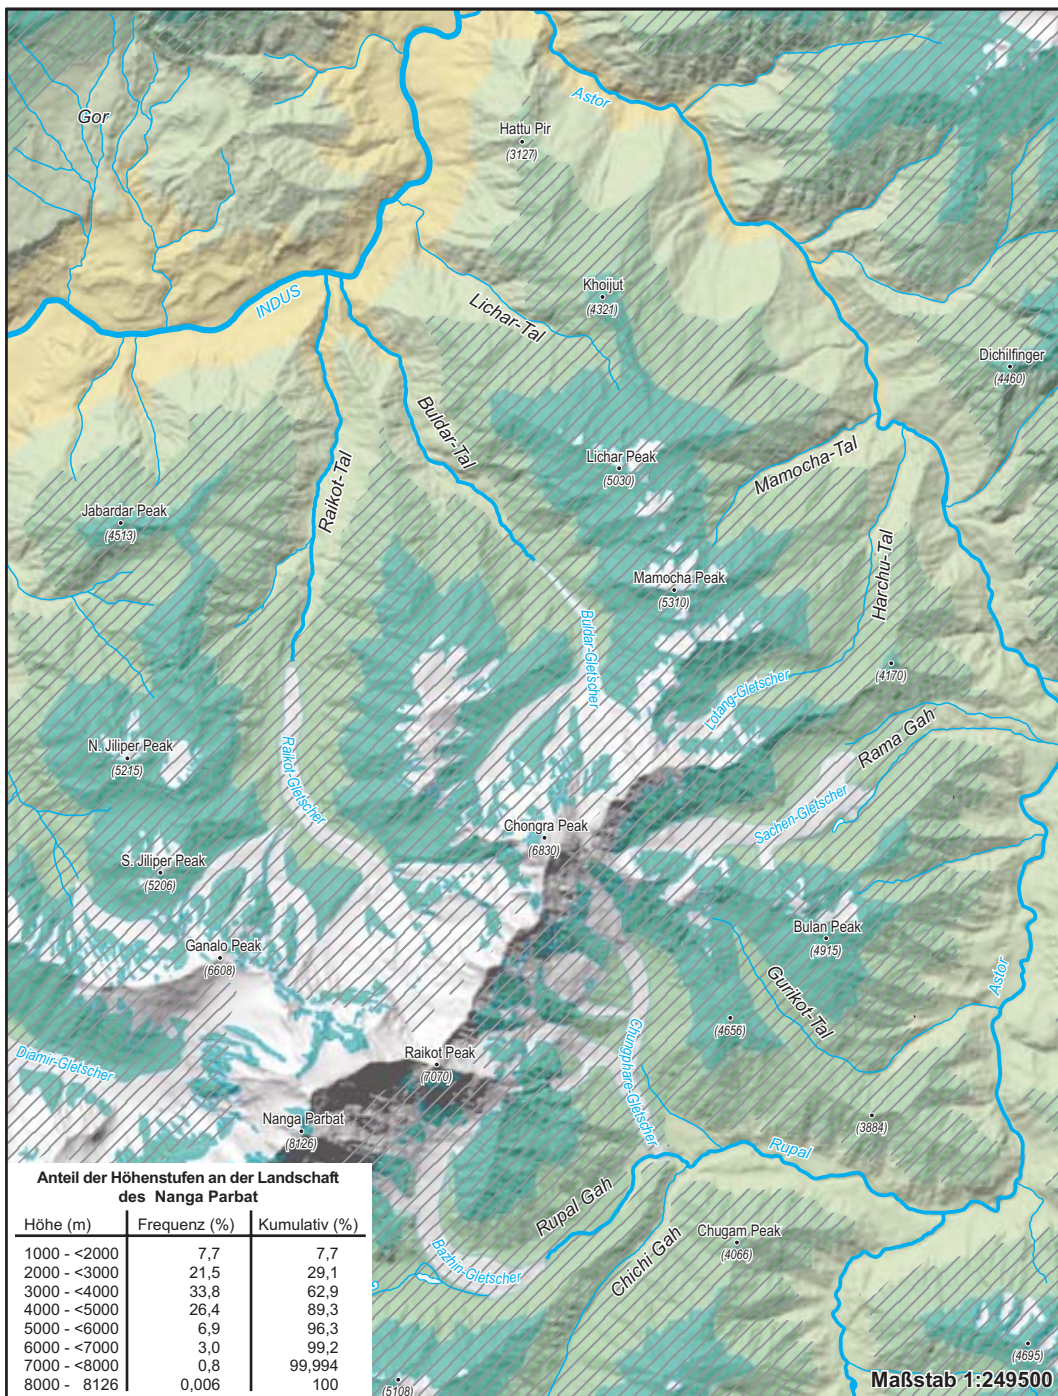 Gor
Astor
Hattu Pir
(3127)
INDUS
Khoijut
(4321)
Lichar-Tal
Dichilfinger
(4460)
Buldar-Tal
Raikot-Tal
Lichar Peak
(5030)
Mamocha-Tal
Jabardar Peak
(4513)
Mamocha Peak
(5310)
Harchu-Tal
Buldar-Gletscher
(4170)
Lotang-Gletscher
N. Jiliper Peak
(5215)
Raikot-Gletscher
Rama Gah
Sachen-Gletscher
Chongra Peak
(6830)
S. Jiliper Peak
(5206)
Bulan Peak
(4915)
Ganalo Peak
(6608)
Gurikot-Tal
Astor
(4656)
Diamir-Gletscher
Raikot Peak
(7070)
Chungphare-Gletscher
Nanga Parbat
(8126)
(3884)
Rupal
Rupal Gah
Chichi Gah
Chugam Peak
(4066)
Bazhin-Gletscher
(4695)
(5108)
Maßstab 1:249500
Anteil der Höhenstufen an der Landschaft
des Nanga Parbat
Höhe (m) Frequenz (%) Kumulativ (%)
1000 - <2000 7,7 7,7
2000 - <3000 21,5 29,1
3000 - <4000 33,8 62,9
4000 - <5000 26,4 89,3
5000 - <6000 6,9 96,3
6000 - <7000 3,0 99,2
7000 - <8000 0,8 99,994
8000 - 8126 0,006 100